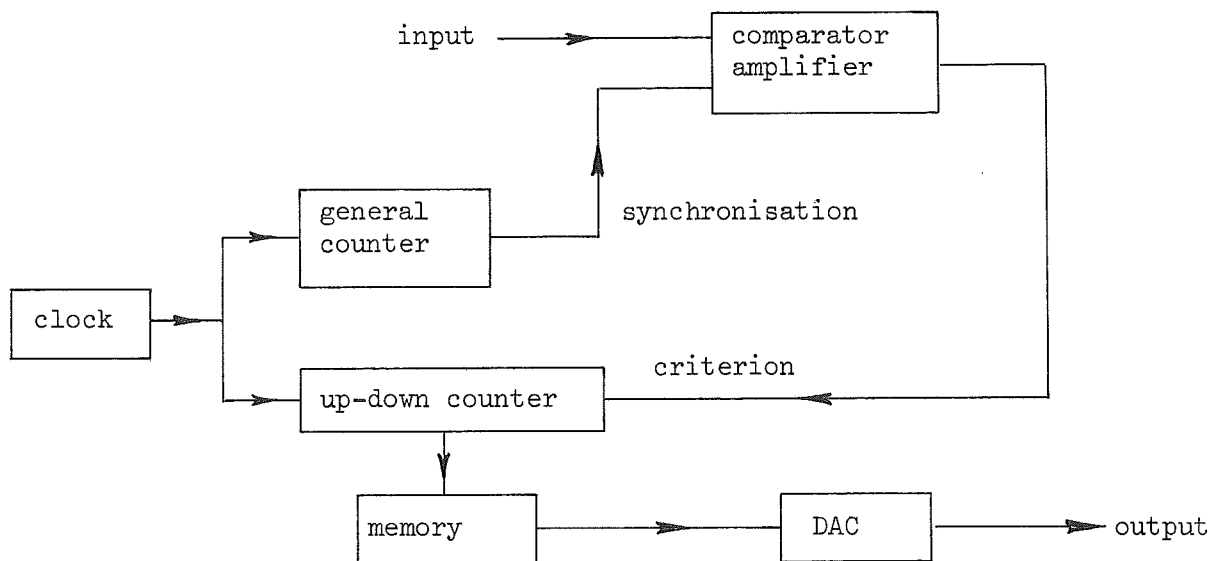 input
comparator
amplifier
general
counter
synchronisation
clock
criterion
up-down counter
memory
DAC
output